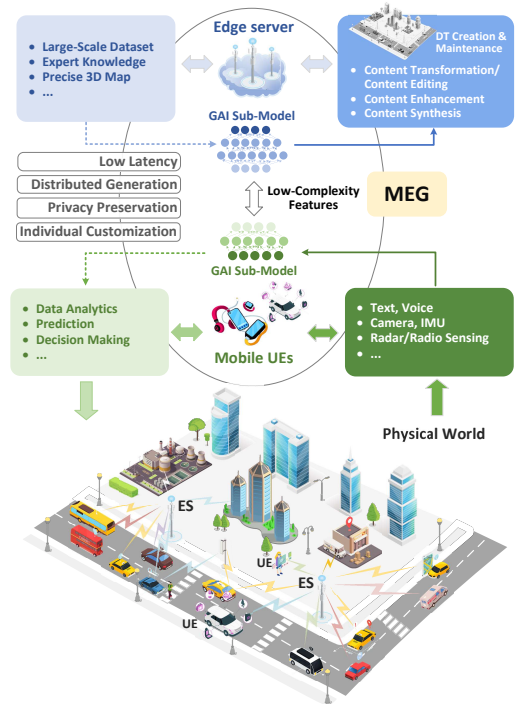 Edge server
• Large-Scale Dataset
• Expert Knowledge
• Precise 3D Map
• ...
DT Creation &
Maintenance
• Content Transformation/
Content Editing
• Content Enhancement
• Content Synthesis
GAI Sub-Model
Low Latency
Distributed Generation
Privacy Preservation
Individual Customization
Low-Complexity
Features
MEG
GAI Sub-Model
• Data Analytics
• Prediction
• Decision Making
• ...
Mobile UEs
• Text, Voice
• Camera, IMU
• Radar/Radio Sensing
• ...
Physical World
ES
UE
ES
UE